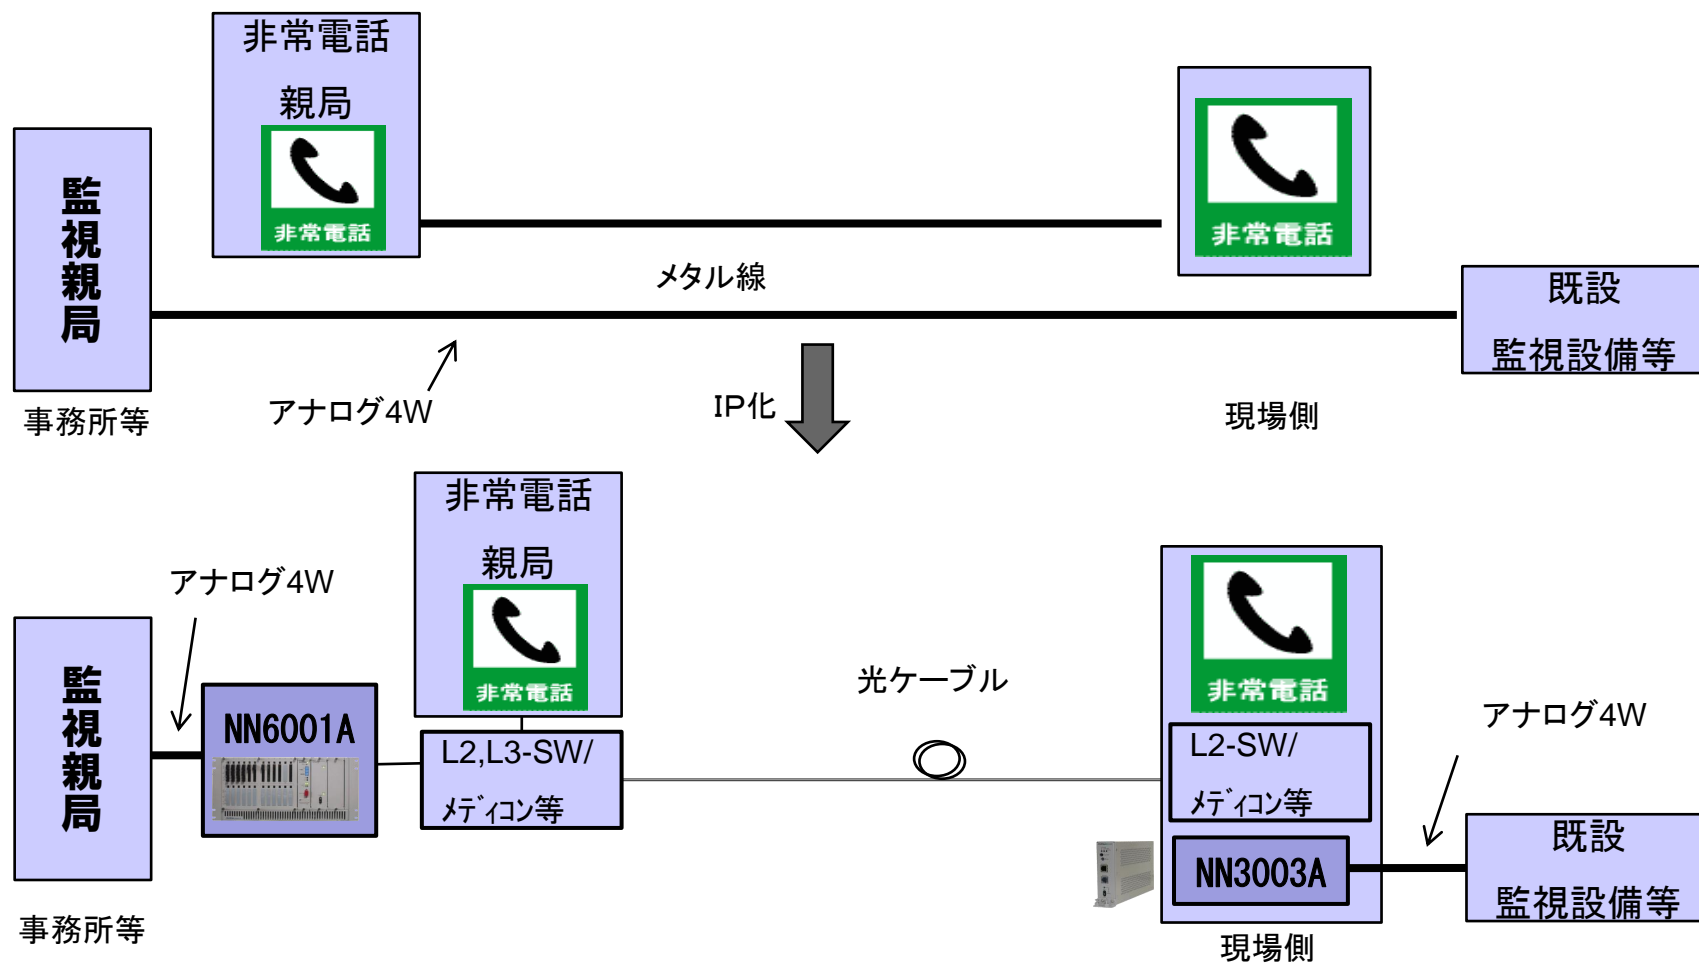 非常電話
親局
非常電話
監視親局
非常電話
メタル線
既設
監視設備等
アナログ4W
IP化
事務所等
現場側
非常電話
親局
非常電話
アナログ4W
監視親局
NN6001A
L2,L3-SW/
ﾒﾃﾞｨｺﾝ等
光ケーブル
非常電話
L2-SW/
ﾒﾃﾞｨｺﾝ等
NN3003A
アナログ4W
既設
監視設備等
事務所等
現場側